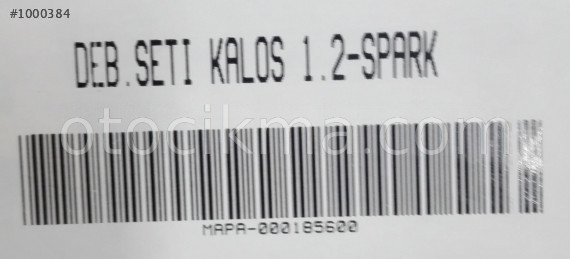 #1000384
DEB.SETI KALOS 1.2-SPARK
otocikma.com
MAPA-000185600